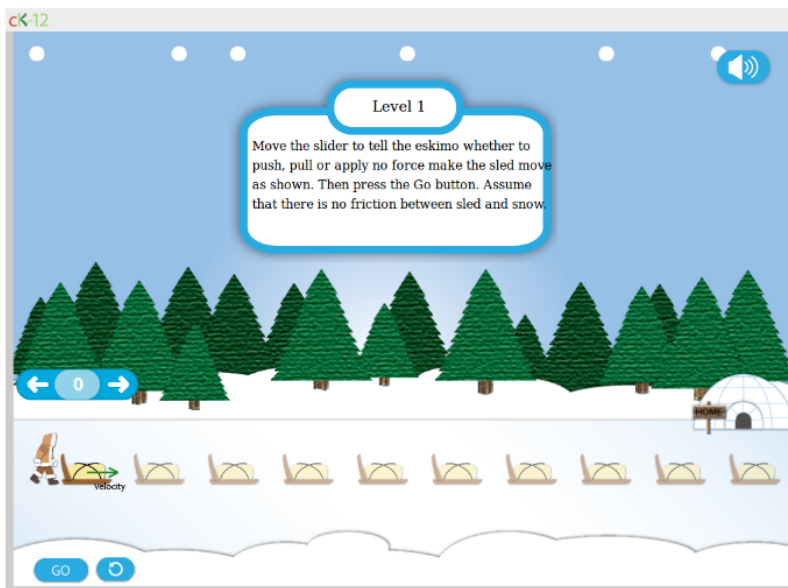 cK-12
Level 1
Move the slider to tell the eskimo whether to
push, pull or apply no force make the sled move
as shown. Then press the Go button. Assume
that there is no friction between sled and snow.
0
HOME
Velocity
GO